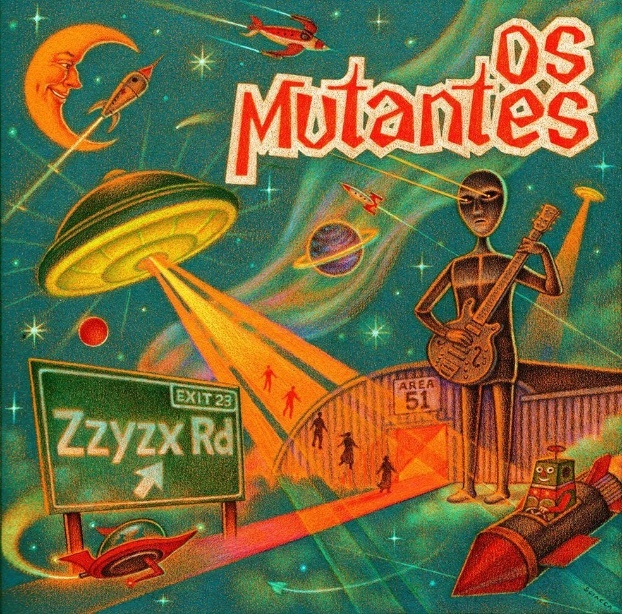 OS
Mutantes
EXIT 23
Zzyzx Rd
AREA
51